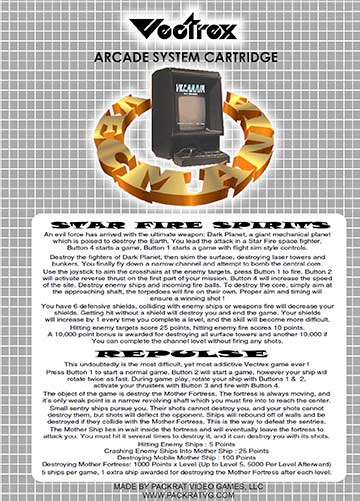 Vectrex
ARCADE SYSTEM CARTRIDGE
VECMANIA
STAR FIRE SPIRITS
An evil force has arrived with the ultimate weapon: Dark Planet, a giant mechanical planet
which is poised to destroy the Earth. You lead the attack in a Star Fire space fighter.
Button 4 starts a game, Button 1 starts a game with flight sim style controls.
Destroy the fighters of Dark Planet, then skim the surface, destroying laser towers and
bunkers. You finally fly down a narrow channel and attempt to bomb the central core.
Use the joystick to aim the crosshairs at the enemy targets, press Button 1 to fire, Button 2
will activate reverse thrust on the first part of your mission. Button 4 will increase the speed
of the side. Destroy enemy ships and incoming fire balls. To destroy the core, simply aim at
the approaching shaft, the torpedoes will fire on their own. Proper aim and timing will
ensure a winning shot !
You have 6 defensive shields, colliding with enemy ships or weapons fire will decrease your
shields. Getting hit without a shield will destroy you and end the game. Your shields
will increase by 1 every time you complete a level, and the skill will become more difficult.
Hitting enemy targets score 25 points, hitting enemy fire scores 10 points.
A 10,000 point bonus is awarded for destroying all surface towers and another 10,000 if
You can complete the channel level without firing any shots.
REPULSE
This undoubtedly is the most difficult, yet most addictive Vectrex game ever !
Press Button 1 to start a normal game. Button 2 will start a game, however your ship will
rotate twice as fast. During game play, rotate your ship with Buttons 1 & 2,
activate your thrusters with Button 3 and fire with Button 4.
The object of the game is destroy the Mother Fortress. The fortress is always moving, and
it's only weak point is a narrow revolving shaft which you must fire into to reach the center.
Small sentry ships pursue you. Their shots cannot destroy you, and your shots cannot
destroy them, but shots will deflect the opponent. Ships will rebound off of walls and be
destroyed if they collide with the Mother Fortress. This is the way to defeat the sentries.
The Mother Ship lies in wait inside the fortress and will eventually leave the fortress to
attack you. You must hit it several times to destroy it, and it can destroy you with its shots.
Hitting Enemy Ships : 5 Points
Crashing Enemy Ships Into Mother Ship : 25 Points
Destroying Mobile Mother Ship : 100 Points
Destroying Mother Fortress: 1000 Points x Level (Up to Level 5, 5000 Per Level Afterward)
5 ships per game, 1 extra ship awarded for destroying the Mother Fortress after each level.
MADE BY PACKRAT VIDEO GAMES, LLC
WWW.PACKRATVG.COM